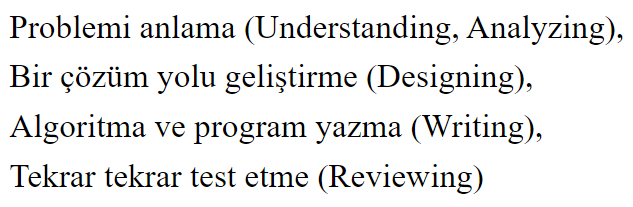 Problemi anlama (Understanding, Analyzing),
Bir çözüm yolu geliştirme (Designing),
Algoritma ve program yazma (Writing),
Tekrar tekrar test etme (Reviewing)